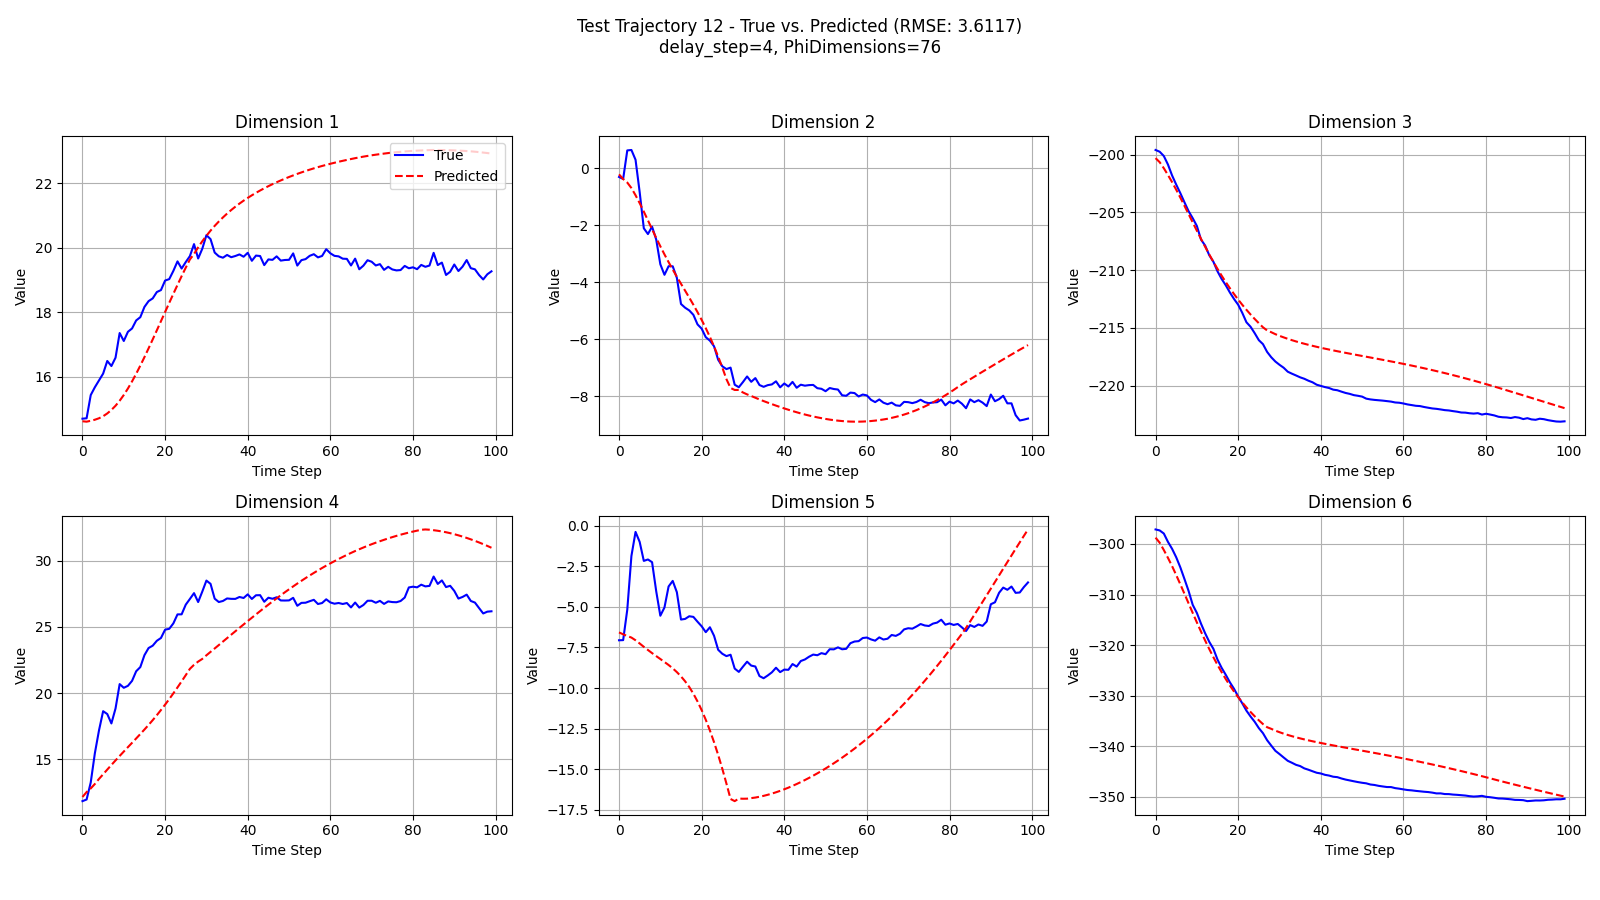 Test Trajectory 12 - True vs. Predicted (RMSE: 3.6117)
delay_step=4, PhiDimensions=76
Dimension 1
Value
22
20
18
16
0 20 40 60 80 100
Time Step
True
Predicted
Dimension 2
Value
0
−2
−4
−6
−8
0 20 40 60 80 100
Time Step
Dimension 3
Value
−200
−205
−210
−215
−220
0 20 40 60 80 100
Time Step
Dimension 4
Value
30
25
20
15
0 20 40 60 80 100
Time Step
Dimension 5
Value
0.0
−2.5
−5.0
−7.5
−10.0
−12.5
−15.0
−17.5
0 20 40 60 80 100
Time Step
Dimension 6
Value
−300
−310
−320
−330
−340
−350
0 20 40 60 80 100
Time Step